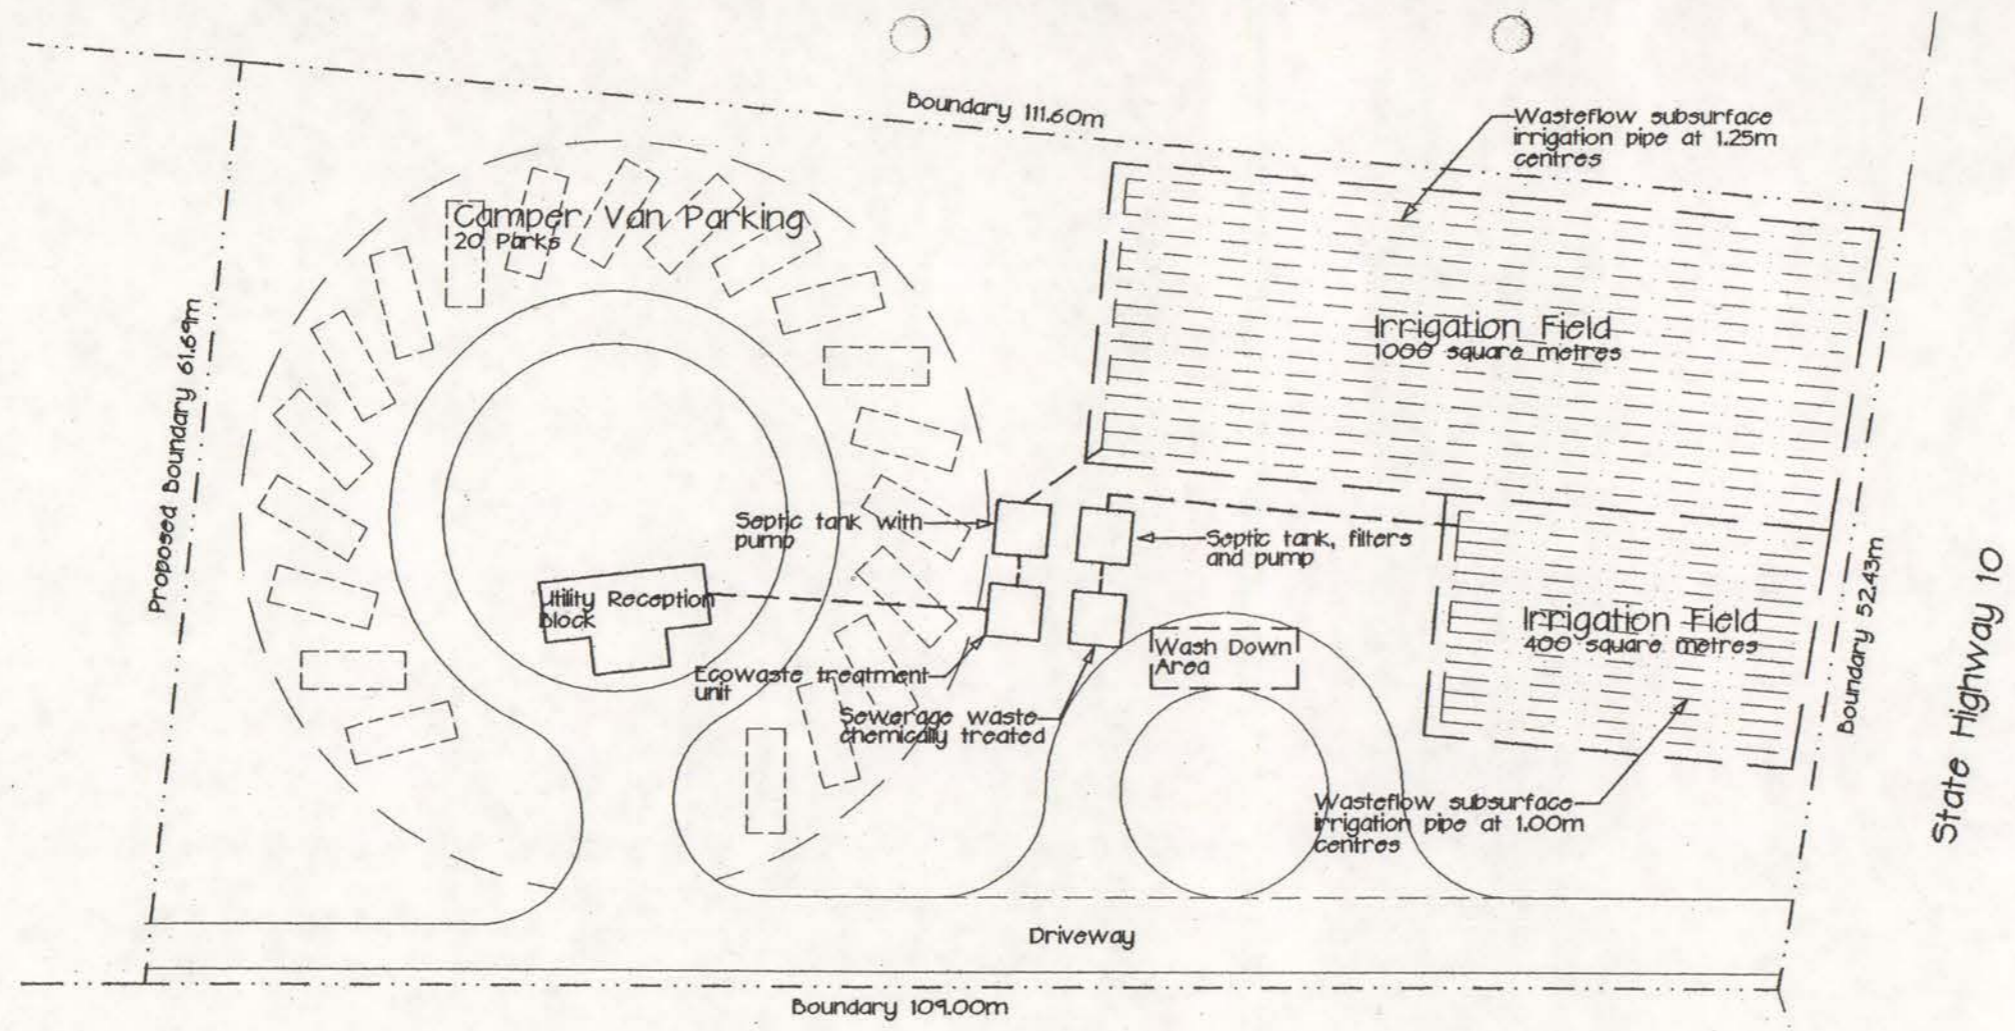 Boundary 111.60m
Wasteflow subsurface
irrigation pipe at 1.25m
centres
Camper Van Parking
20 Parks
Proposed Boundary 61.69m
Irrigation Field
1000 square metres
Septic tank with
pump
Septic tank, filters
and pump
Utility Reception
Block
Irrigation Field
400 square metres
Wash Down
Area
Ecowaste treatment
unit
Sewerage waste
chemically treated
Boundary 52.43m
State Highway 10
Wasteflow subsurface
irrigation pipe at 1.00m
centres
Driveway
Boundary 109.00m